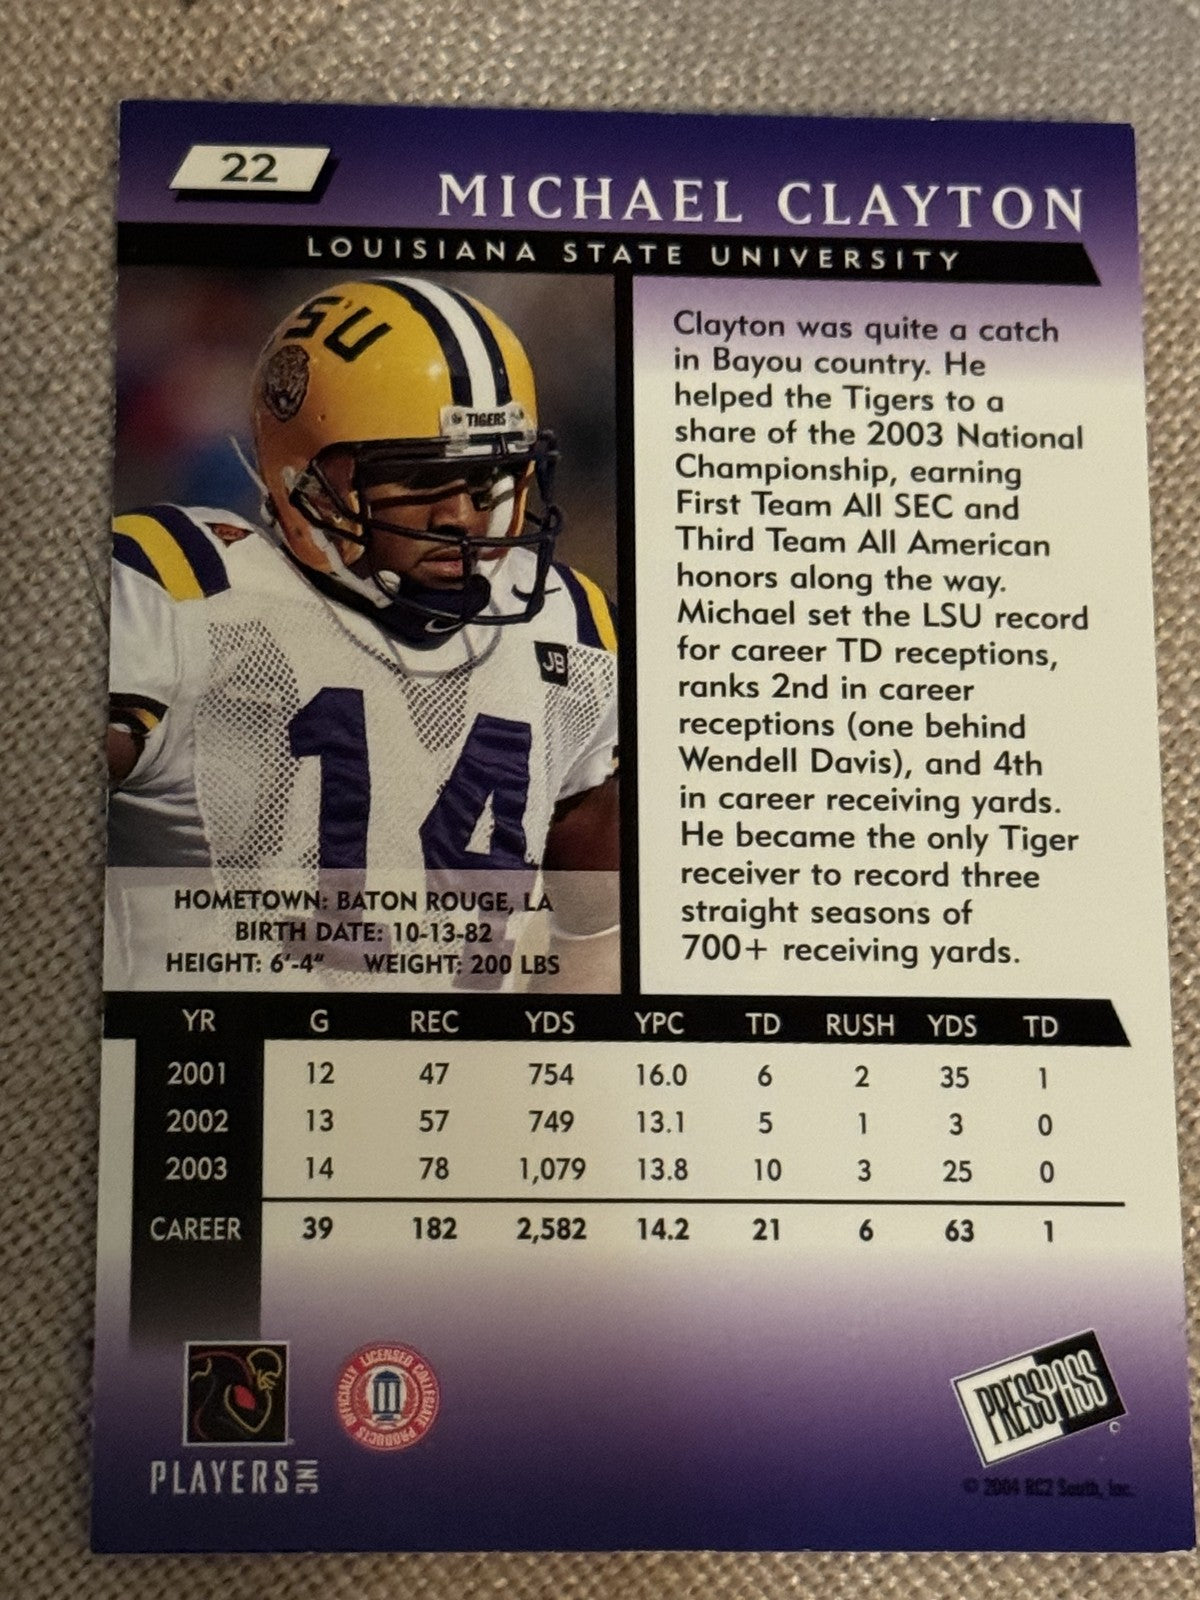 22
MICHAEL CLAYTON
LOUISIANA STATE UNIVERSITY
SU
TIGERS
JB
14
HOMETOWN: BATON ROUGE, LA
BIRTH DATE: 10-13-82
HEIGHT: 6'-4" WEIGHT: 200 LBS
Clayton was quite a catch
in Bayou country. He
helped the Tigers to a
share of the 2003 National
Championship, earning
First Team All SEC and
Third Team All American
honors along the way.
Michael set the LSU record
for career TD receptions,
ranks 2nd in career
receptions (one behind
Wendell Davis), and 4th
in career receiving yards.
He became the only Tiger
receiver to record three
straight seasons of
700+ receiving yards.
YR G REC YDS YPC TD RUSH YDS TD
2001 12 47 754 16.0 6 2 35 1
2002 13 57 749 13.1 5 1 3 0
2003 14 78 1,079 13.8 10 3 25 0
CAREER 39 182 2,582 14.2 21 6 63 1
PLAYERS INC
OFFICIALLY LICENSED COLLEGIATE PRODUCTS
PRESS PASS
© 2004 RC2 South, Inc.